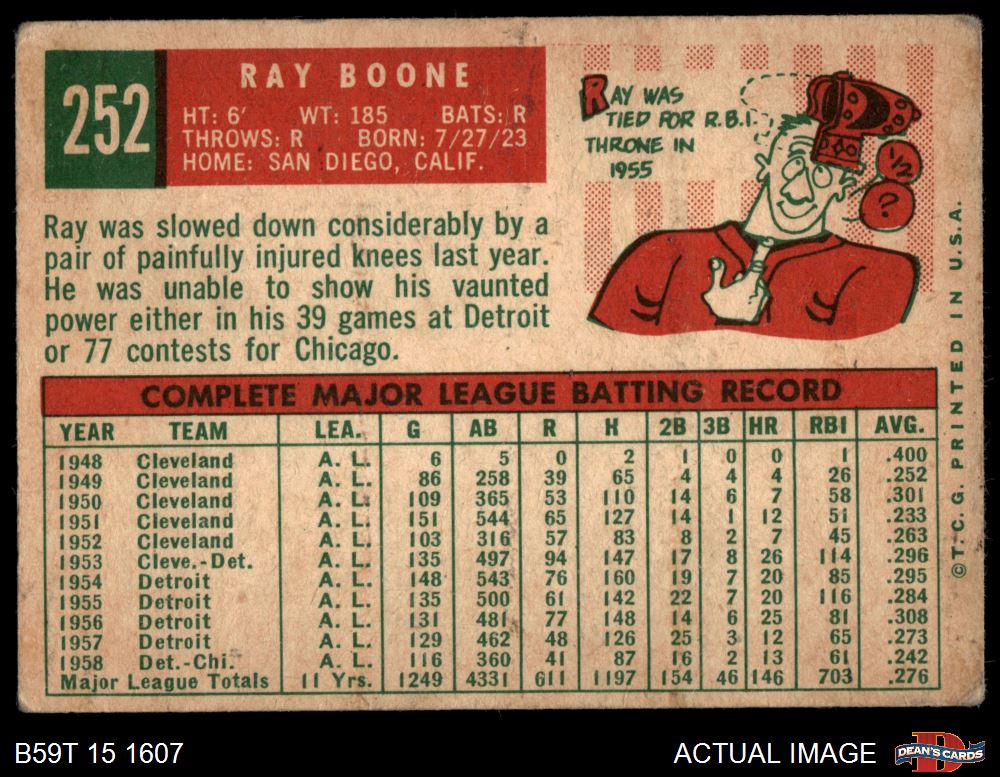 252
RAY BOONE
HT: 6' WT: 185 BATS: R
THROWS: R BORN: 7/27/23
HOME: SAN DIEGO, CALIF.
RAY WAS
TIED FOR R.B.I.
THRONE IN
1955
1/2
?
Ray was slowed down considerably by a
pair of painfully injured knees last year.
He was unable to show his vaunted
power either in his 39 games at Detroit
or 77 contests for Chicago.
COMPLETE MAJOR LEAGUE BATTING RECORD
YEAR TEAM LEA. G AB R H 2B 3B HR RBI AVG.
1948 Cleveland A. L. 6 5 0 2 1 0 0 1 .400
1949 Cleveland A. L. 86 258 39 65 4 4 4 26 .252
1950 Cleveland A. L. 109 365 53 110 14 6 7 58 .301
1951 Cleveland A. L. 151 544 65 127 14 1 12 51 .233
1952 Cleveland A. L. 103 316 57 83 8 2 7 45 .263
1953 Cleve.-Det. A. L. 135 497 94 147 17 8 26 114 .296
1954 Detroit A. L. 148 543 76 160 19 7 20 85 .295
1955 Detroit A. L. 135 500 61 142 22 7 20 116 .284
1956 Detroit A. L. 131 481 77 148 14 6 25 81 .308
1957 Detroit A. L. 129 462 48 126 25 3 12 65 .273
1958 Det.-Chi. A. L. 116 360 41 87 16 2 13 61 .242
Major League Totals 11 Yrs. 1249 4331 611 1197 154 46 146 703 .276
©T.C.G. PRINTED IN U.S.A.
B59T 15 1607
ACTUAL IMAGE
DEAN'S CARDS